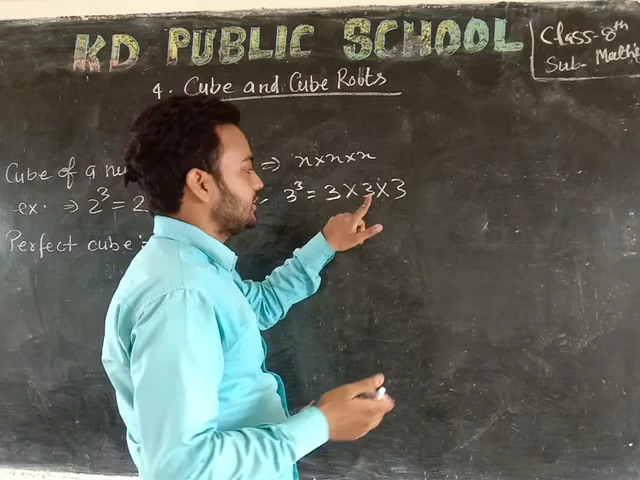 KD PUBLIC SCHOOL
Class-8th
Sub- Maths
4. Cube and Cube Roots
Cube of a nu ⇒ n×n×n
ex. ⇒ 2³ = 2 3³ = 3×3×3
Perfect cube :-